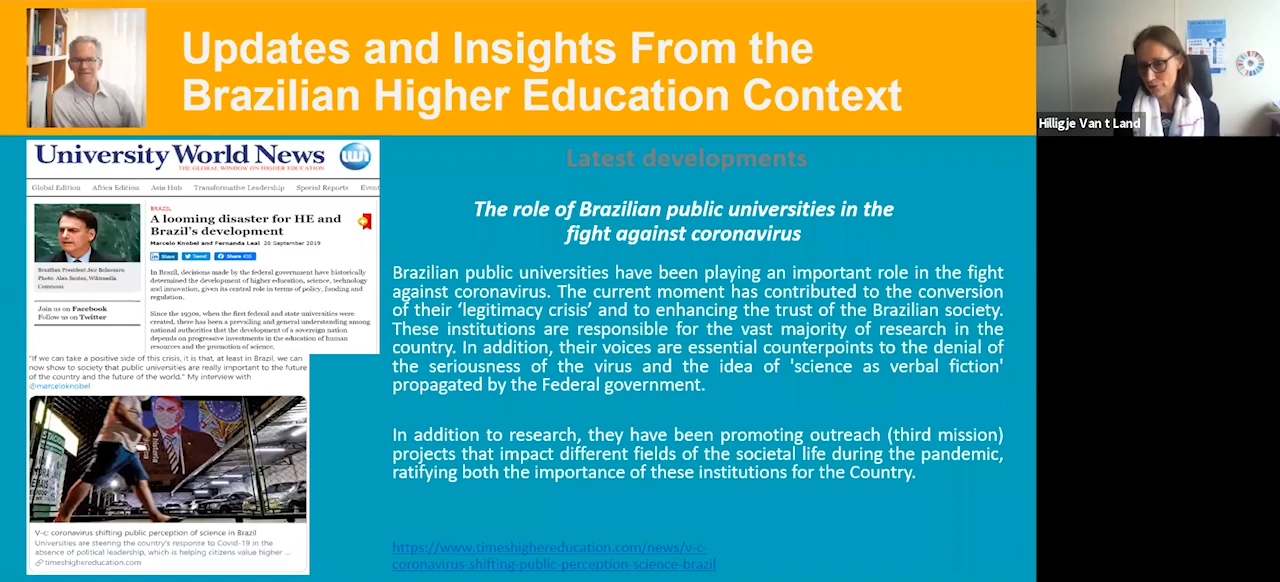 Updates and Insights From the
Brazilian Higher Education Context
Hilligje Van t Land
University World News
THE GLOBAL WINDOW ON HIGHER EDUCATION
Global Edition Africa Edition Asia Hub Transformative Leadership Special Reports Event
BRAZIL
A looming disaster for HE and
Brazil's development
Marcelo Knobel and Fernanda Leal 28 September 2019
Share Tweet Share
Brazilian President Jair Bolsonaro.
Photo: Alan Santos, Wikimedia
Commons
Join us on Facebook
Follow us on Twitter
In Brazil, decisions made by the federal government have historically
determined the development of higher education, science, technology
and innovation, given its central role in terms of policy, funding and
regulation.
Since the 1930s, when the first federal and state universities were
created, there has been a prevailing and general understanding among
national authorities that the development of a sovereign nation
depends on progressive investments in the education of human
resources and the promotion of science.
"If we can take a positive side of this crisis, it is that, at least in Brazil, we can
now show to society that public universities are really important to the future
of the country and the future of the world." My interview with
@marceloknobel
V-c: coronavirus shifting public perception of science in Brazil
Universities are steering the country's response to Covid-19 in the
absence of political leadership, which is helping citizens value higher ...
timeshighereducation.com
Latest developments
The role of Brazilian public universities in the
fight against coronavirus
Brazilian public universities have been playing an important role in the fight
against coronavirus. The current moment has contributed to the conversion
of their 'legitimacy crisis' and to enhancing the trust of the Brazilian society.
These institutions are responsible for the vast majority of research in the
country. In addition, their voices are essential counterpoints to the denial of
the seriousness of the virus and the idea of 'science as verbal fiction'
propagated by the Federal government.
In addition to research, they have been promoting outreach (third mission)
projects that impact different fields of the societal life during the pandemic,
ratifying both the importance of these institutions for the Country.
https://www.timeshighereducation.com/news/v-c-
coronavirus-shifting-public-perception-science-brazil